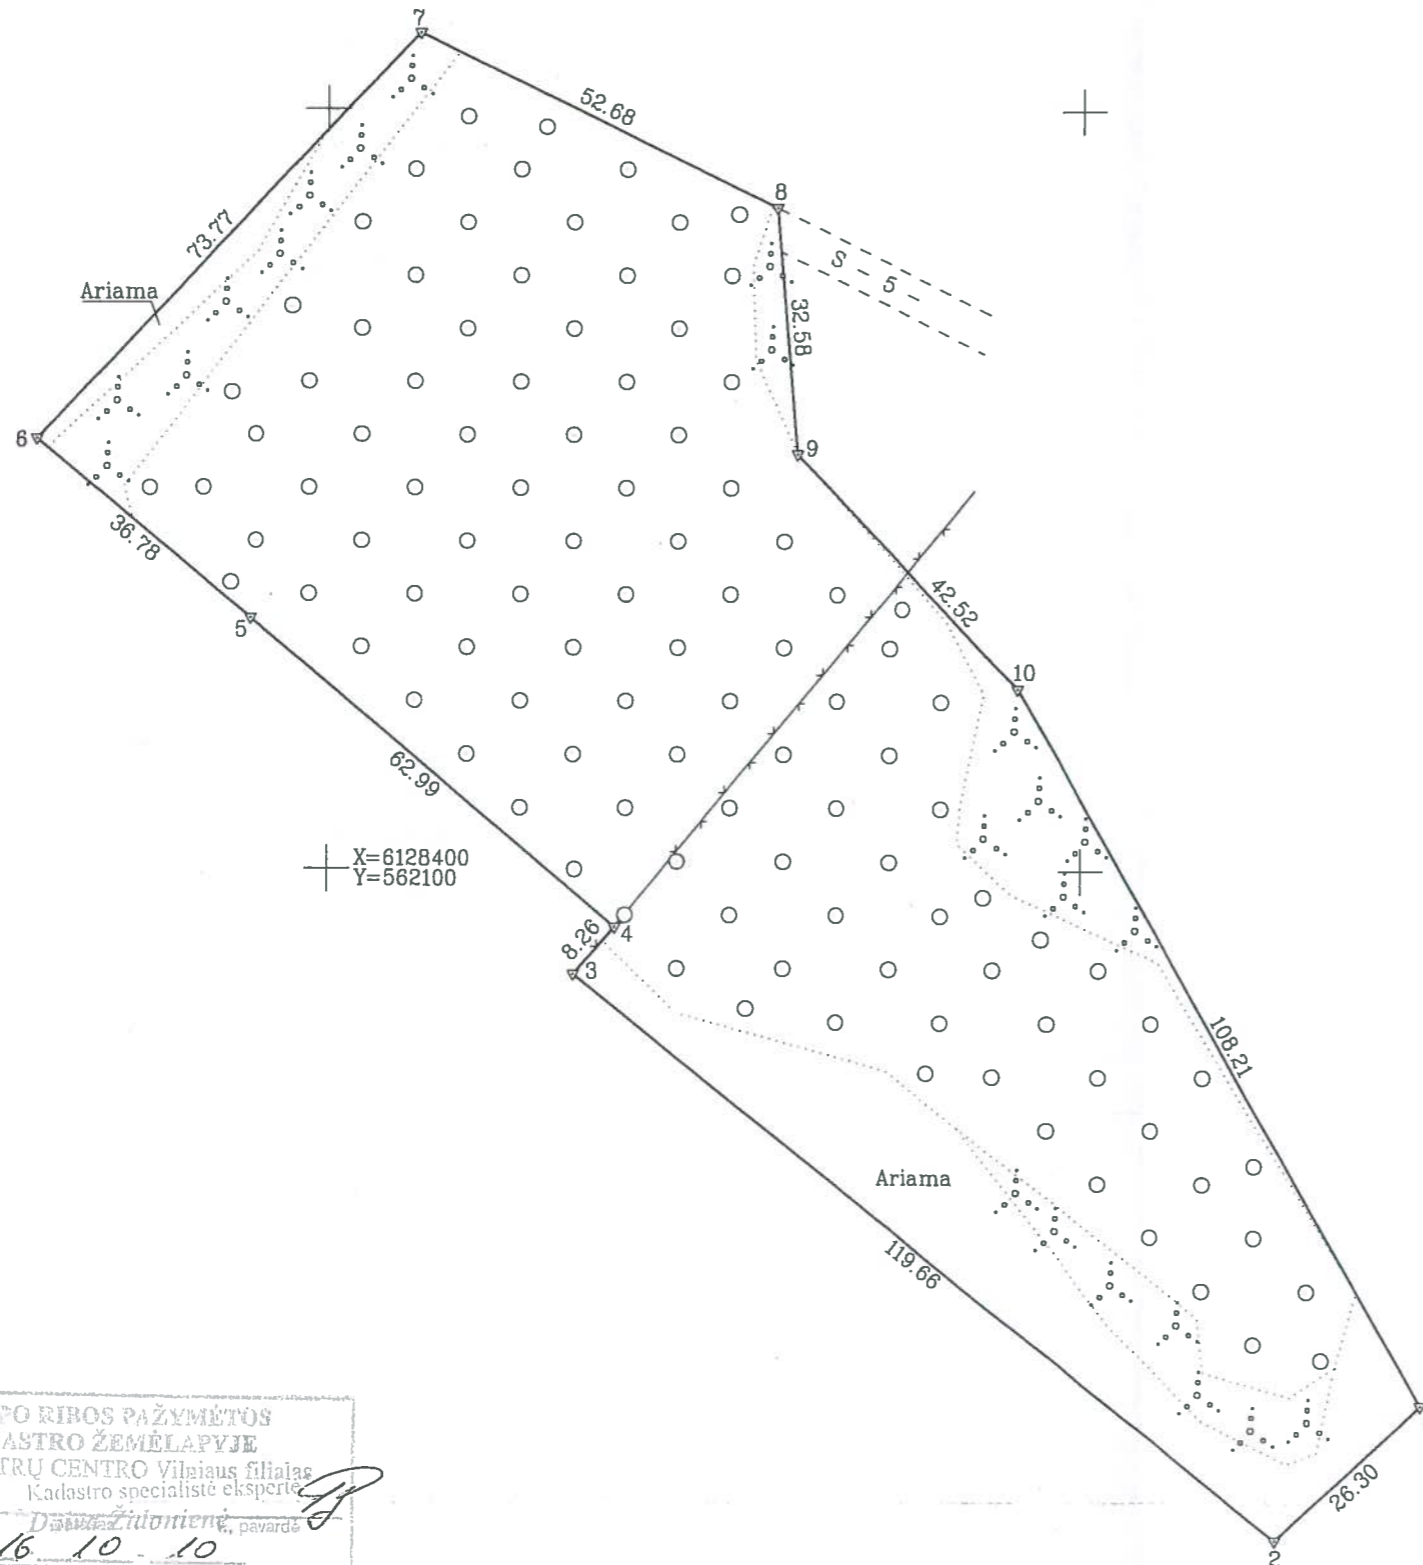 7
52.68
8
73.77
S - 5 -
Ariama
32.58
6
9
36.78
42.52
5
10
62.99
X=6128400
Y=562100
8.26
4
3
108.21
Ariama
119.66
PO RIBOS PAŽYMĖTOS
ASTRO ŽEMĖLAPYJE
TRŲ CENTRO Vilniaus filialas
Kadastro specialistė ekspertė
Židonienė, pavardė
16 10 - 10
26.30
2